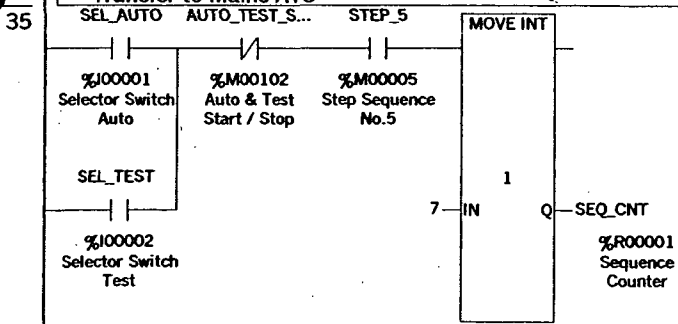 35
SEL_AUTO AUTO_TEST_S... STEP_5 MOVE INT
%I00001 %M00102 %M00005
Selector Switch Auto & Test Step Sequence
Auto Start / Stop No.5
SEL_TEST 1
7 IN Q SEQ_CNT
%I00002 %R00001
Selector Switch Sequence
Test Counter